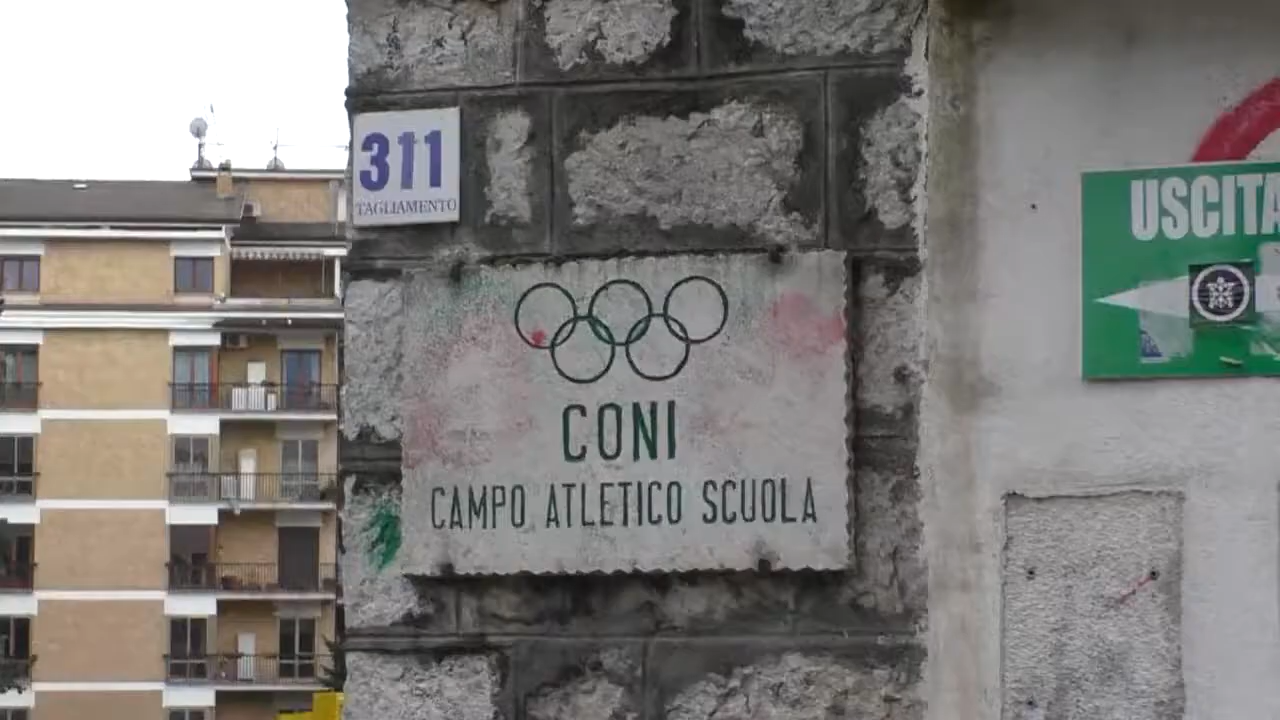 311
TAGLIAMENTO
CONI
CAMPO ATLETICO SCUOLA
USCITA